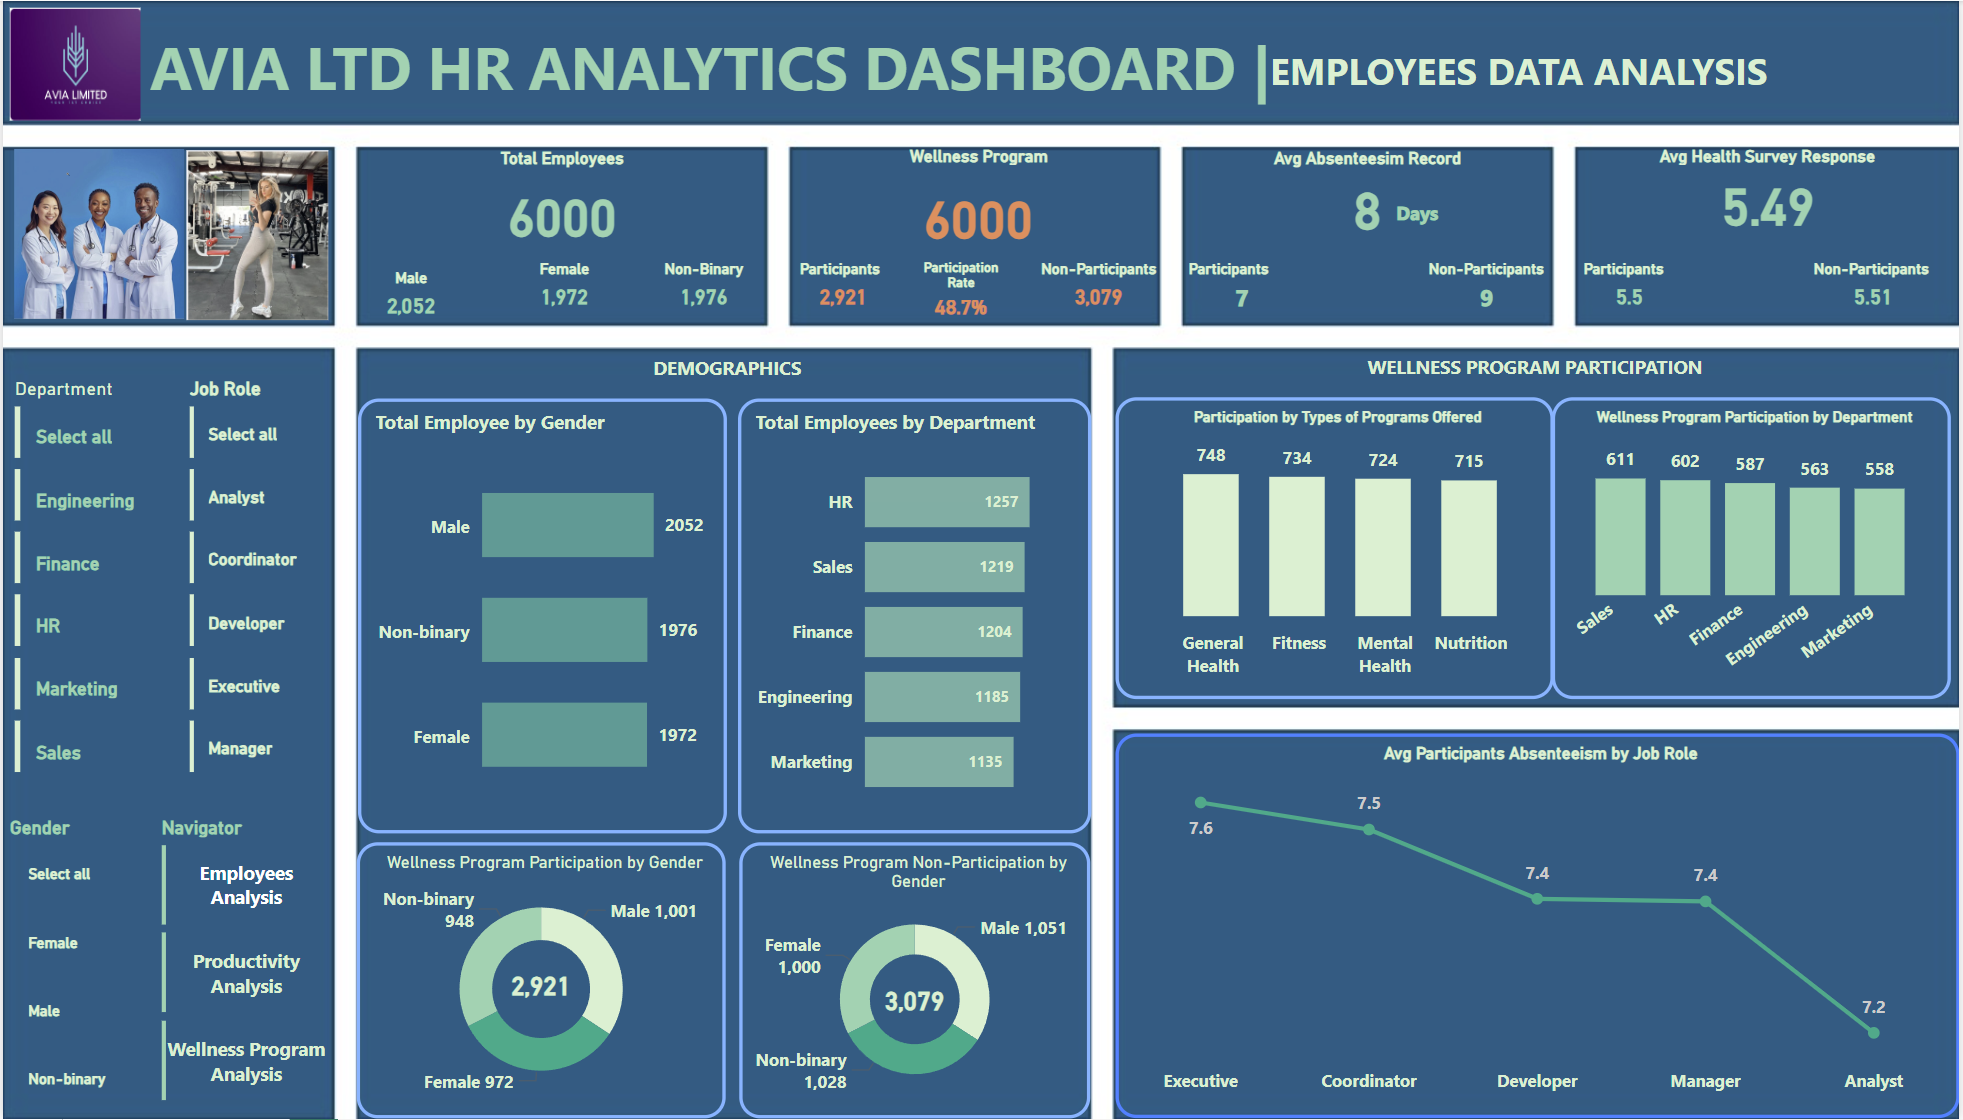 AVIA LIMITED
AVIA LTD HR ANALYTICS DASHBOARD | EMPLOYEES DATA ANALYSIS
Total Employees
6000
Male
2,052
Female
1,972
Non-Binary
1,976
Wellness Program
6000
Participants
2,921
Participation
Rate
48.7%
Non-Participants
3,079
Avg Absenteesim Record
8 Days
Participants
7
Non-Participants
9
Avg Health Survey Response
5.49
Participants
5.5
Non-Participants
5.51
Department
Select all
Engineering
Finance
HR
Marketing
Sales
Job Role
Select all
Analyst
Coordinator
Developer
Executive
Manager
Gender
Select all
Female
Male
Non-binary
Navigator
Employees
Analysis
Productivity
Analysis
Wellness Program
Analysis
DEMOGRAPHICS
Total Employee by Gender
Male 2052
Non-binary 1976
Female 1972
Total Employees by Department
HR 1257
Sales 1219
Finance 1204
Engineering 1185
Marketing 1135
Wellness Program Participation by Gender
Non-binary
948
Male 1,001
2,921
Female 972
Wellness Program Non-Participation by
Gender
Male 1,051
Female
1,000
3,079
Non-binary
1,028
WELLNESS PROGRAM PARTICIPATION
Participation by Types of Programs Offered
748 734 724 715
General
Health
Fitness
Mental
Health
Nutrition
Wellness Program Participation by Department
611 602 587 563 558
Sales
HR
Finance
Engineering
Marketing
Avg Participants Absenteeism by Job Role
7.6
7.5
7.4
7.4
7.2
Executive Coordinator Developer Manager Analyst